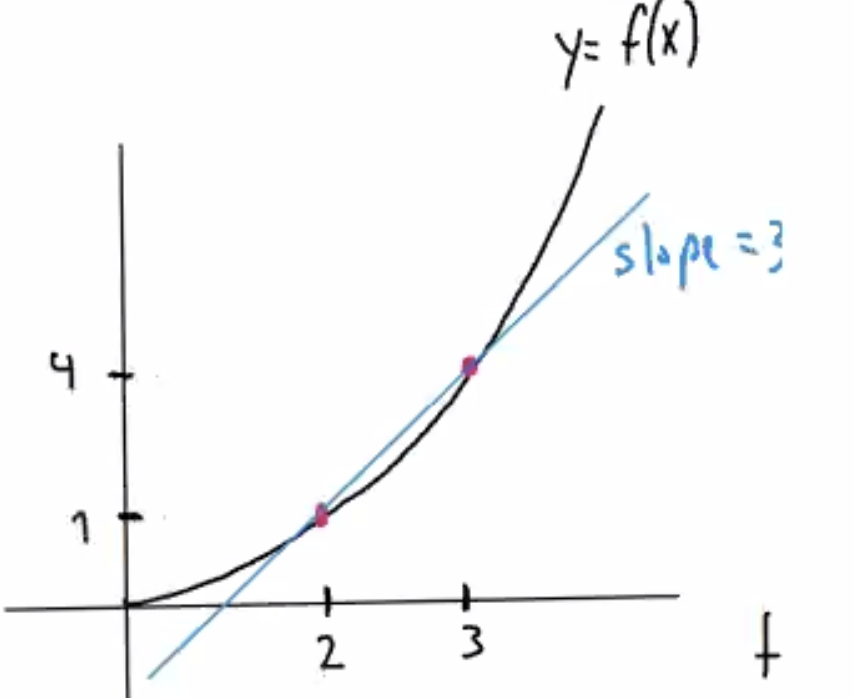 y= f(x)
slope = 3
4
1
2 3
f